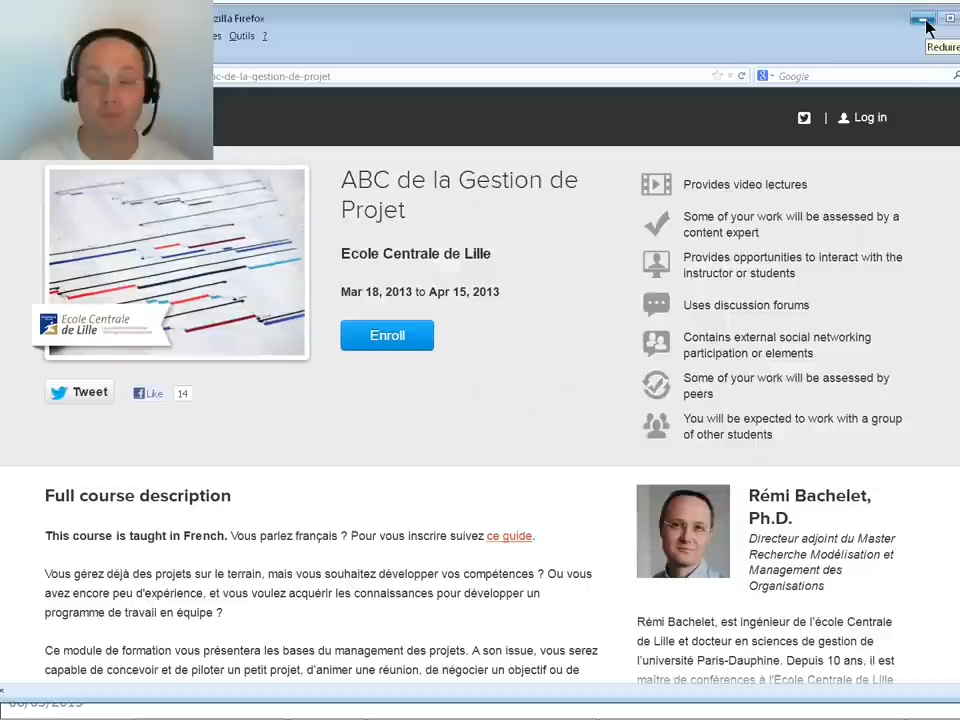 zilla Firefox
es Outils ?
Reduire
bc-de-la-gestion-de-projet
Google
Log in
ABC de la Gestion de
Projet
Ecole Centrale de Lille
Mar 18, 2013 to Apr 15, 2013
Enroll
Ecole Centrale
de Lille
Tweet
Like 14
Provides video lectures
Some of your work will be assessed by a
content expert
Provides opportunities to interact with the
instructor or students
Uses discussion forums
Contains external social networking
participation or elements
Some of your work will be assessed by
peers
You will be expected to work with a group
of other students
Full course description
This course is taught in French. Vous parlez français ? Pour vous inscrire suivez ce guide.
Vous gérez déjà des projets sur le terrain, mais vous souhaitez développer vos compétences ? Ou vous
avez encore peu d'expérience, et vous voulez acquérir les connaissances pour développer un
programme de travail en équipe ?
Ce module de formation vous présentera les bases du management des projets. A son issue, vous serez
capable de concevoir et de piloter un petit projet, d'animer une réunion, de négocier un objectif ou de
Rémi Bachelet,
Ph.D.
Directeur adjoint du Master
Recherche Modélisation et
Management des
Organisations
Rémi Bachelet, est ingénieur de l'école Centrale
de Lille et docteur en sciences de gestion de
l'université Paris-Dauphine. Depuis 10 ans, il est
maître de conférences à l'Ecole Centrale de Lille